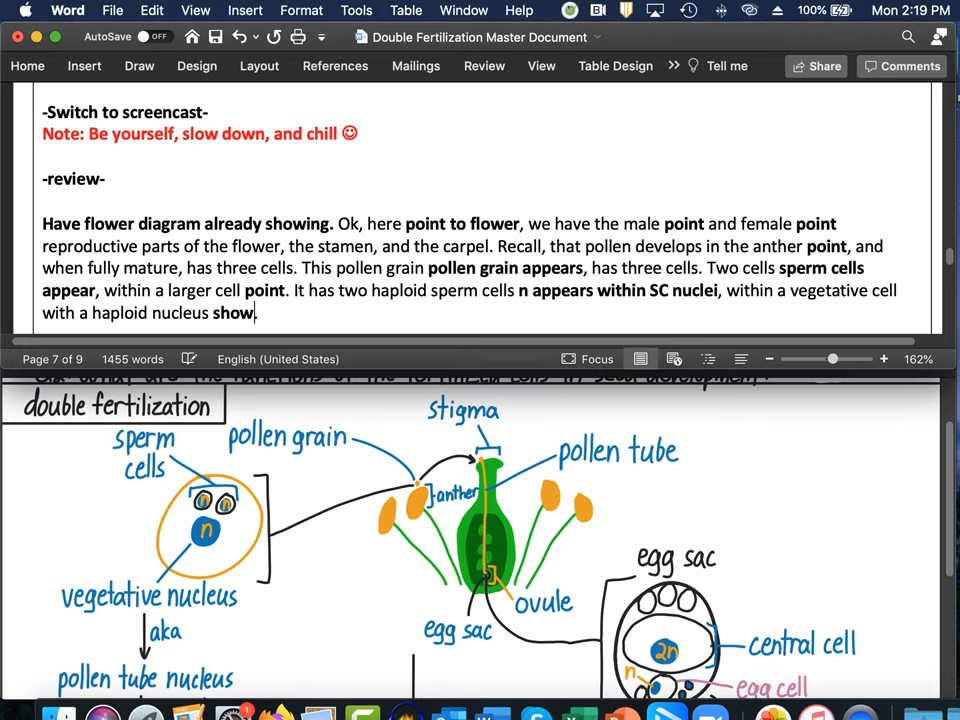 Word File Edit View Insert Format Tools Table Window Help 100% Mon 2:19 PM
AutoSave OFF Double Fertilization Master Document
Home Insert Draw Design Layout References Mailings Review View Table Design >> Tell me Share Comments
-Switch to screencast-
Note: Be yourself, slow down, and chill ☺
-review-
Have flower diagram already showing. Ok, here point to flower, we have the male point and female point
reproductive parts of the flower, the stamen, and the carpel. Recall, that pollen develops in the anther point, and
when fully mature, has three cells. This pollen grain pollen grain appears, has three cells. Two cells sperm cells
appear, within a larger cell point. It has two haploid sperm cells n appears within SC nuclei, within a vegetative cell
with a haploid nucleus show.
Page 7 of 9 1455 words English (United States) Focus 162%
double fertilization
stigma
sperm
cells
pollen grain
pollen tube
anther
n
n
n
vegetative nucleus
aka
pollen tube nucleus
egg sac
ovule
egg sac
central cell
2n
n
egg cell